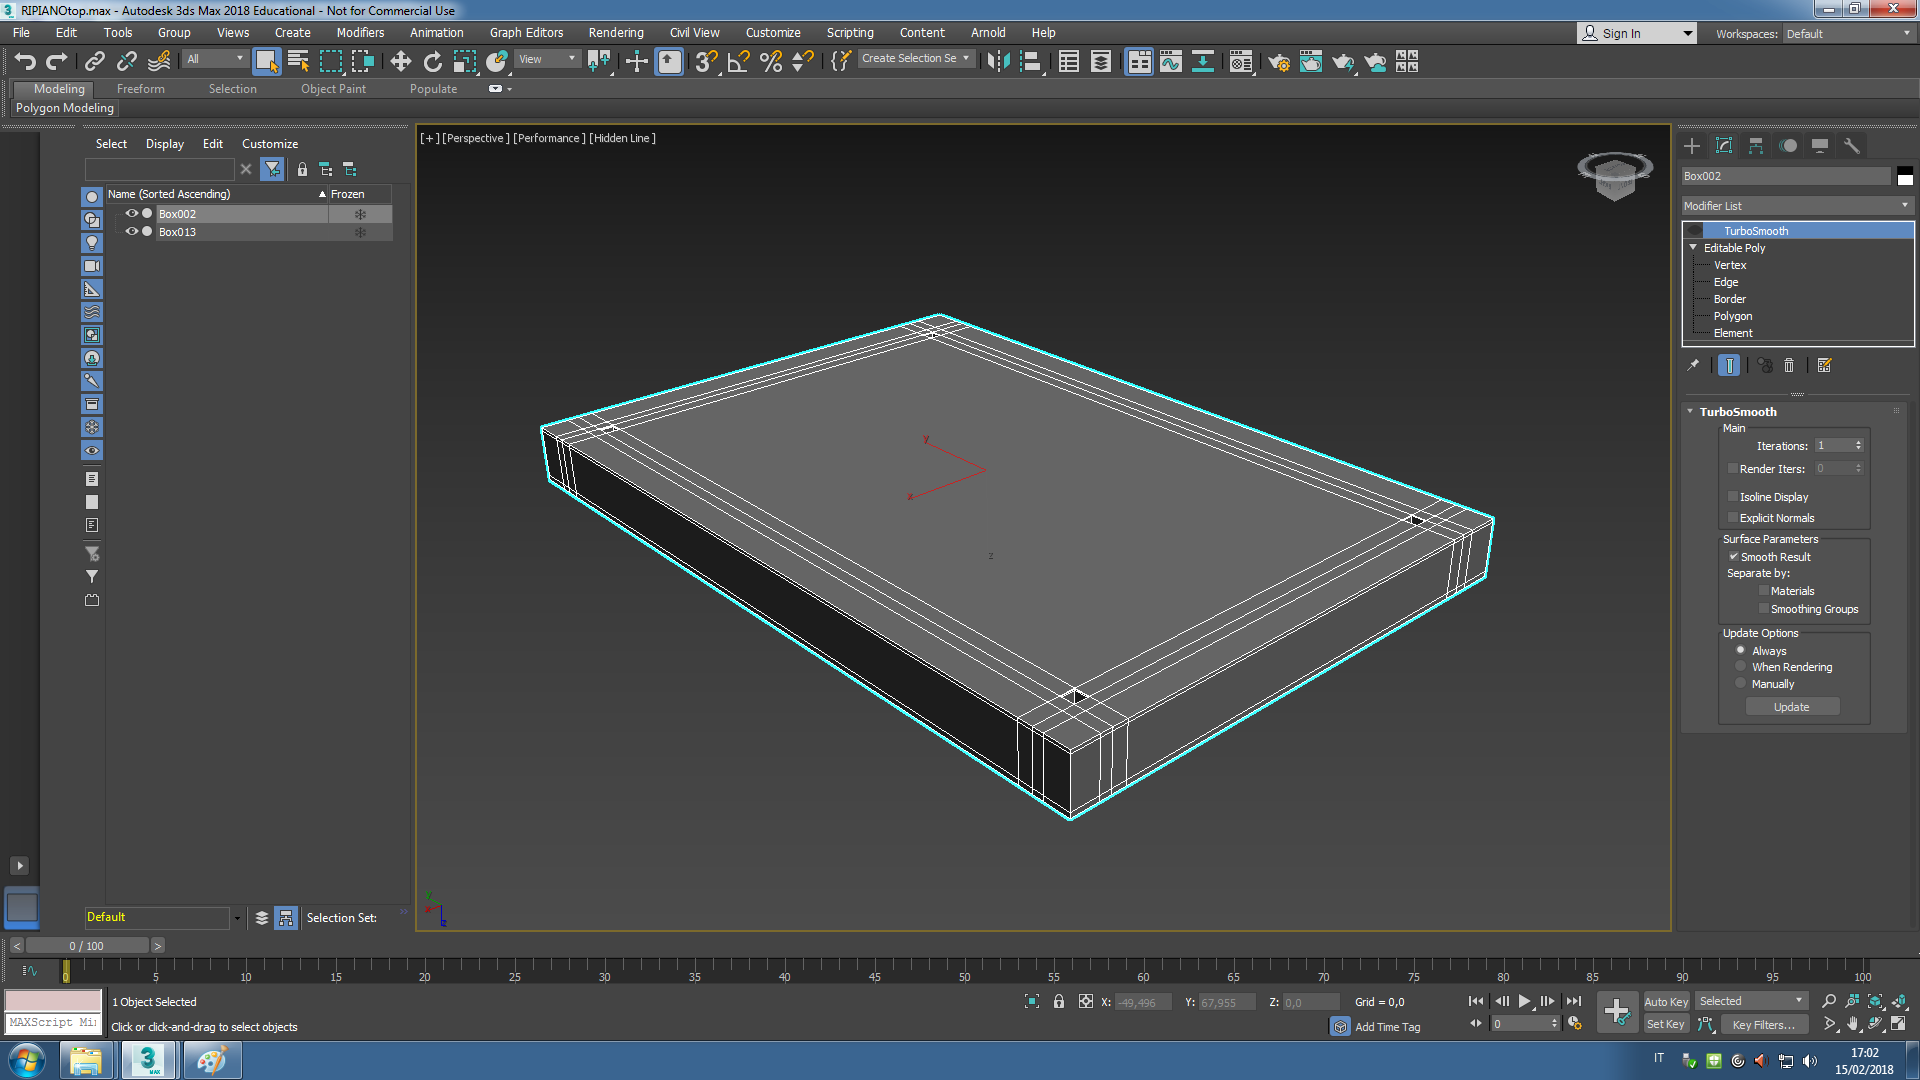 RIPIANOtop.max - Autodesk 3ds Max 2018 Educational - Not for Commercial Use
File Edit Tools Group Views Create Modifiers Animation Graph Editors Rendering Civil View Customize Scripting Content Arnold Help
Sign In
Workspaces: Default
All
View
Create Selection Se
Modeling Freeform Selection Object Paint Populate
Polygon Modeling
Select Display Edit Customize
Name (Sorted Ascending) Frozen
Box002
Box013
[+] [Perspective] [Performance] [Hidden Line]
y
x
z
Box002
Modifier List
TurboSmooth
Editable Poly
Vertex
Edge
Border
Polygon
Element
TurboSmooth
Main
Iterations: 1
Render Iters: 0
Isoline Display
Explicit Normals
Surface Parameters
Smooth Result
Separate by:
Materials
Smoothing Groups
Update Options
Always
When Rendering
Manually
Update
Default
Selection Set:
< 0 / 100 >
0 5 10 15 20 25 30 35 40 45 50 55 60 65 70 75 80 85 90 95 100
1 Object Selected
X: -49,496 Y: 67,955 Z: 0,0 Grid = 0,0
Auto Key Selected
MAXScript Mi
Click or click-and-drag to select objects
Add Time Tag
0
Set Key Key Filters...
3 MAX
IT
17:02
15/02/2018